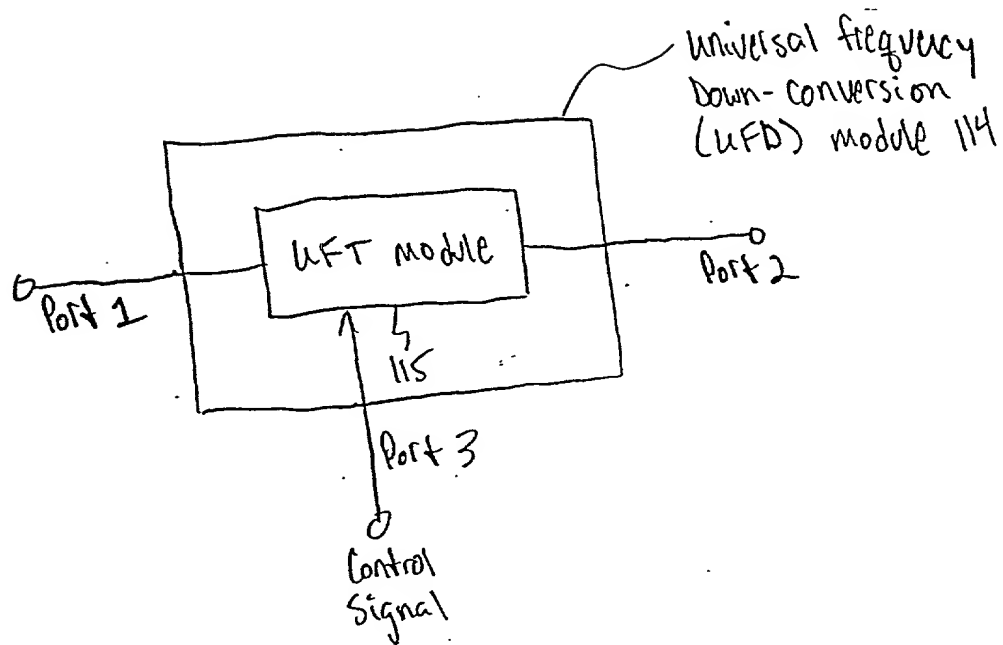 Universal frequency
Down-conversion
(UFD) module 114
UFT module
Port 1
Port 2
115
Port 3
Control
Signal